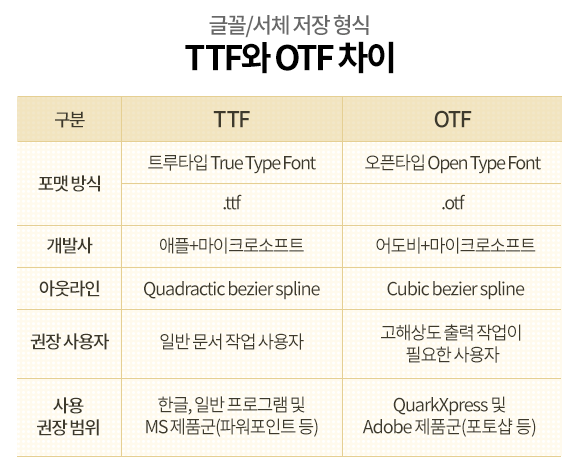 글꼴/서체 저장 형식
TTF와 OTF 차이
구분 TTF OTF
포맷 방식
트루타입 True Type Font 오픈타입 Open Type Font
.ttf .otf
개발사 애플+마이크로소프트 어도비+마이크로소프트
아웃라인 Quadractic bezier spline Cubic bezier spline
권장 사용자 일반 문서 작업 사용자 고해상도 출력 작업이
필요한 사용자
사용
권장 범위
한글, 일반 프로그램 및
MS 제품군(파워포인트 등)
QuarkXpress 및
Adobe 제품군(포토샵 등)